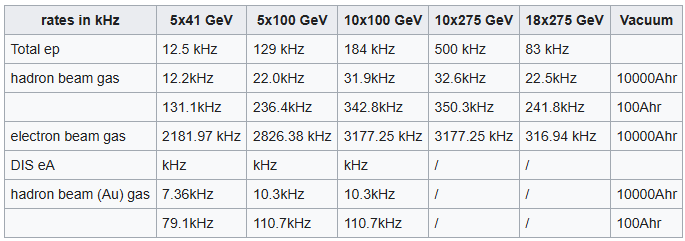 rates in kHz 5x41 GeV 5x100 GeV 10x100 GeV 10x275 GeV 18x275 GeV Vacuum
Total ep 12.5 kHz 129 kHz 184 kHz 500 kHz 83 kHz
hadron beam gas 12.2kHz 22.0kHz 31.9kHz 32.6kHz 22.5kHz 10000Ahr
131.1kHz 236.4kHz 342.8kHz 350.3kHz 241.8kHz 100Ahr
electron beam gas 2181.97 kHz 2826.38 kHz 3177.25 kHz 3177.25 kHz 316.94 kHz 10000Ahr
DIS eA kHz kHz kHz / /
hadron beam (Au) gas 7.36kHz 10.3kHz 10.3kHz / / 10000Ahr
79.1kHz 110.7kHz 110.7kHz / / 100Ahr